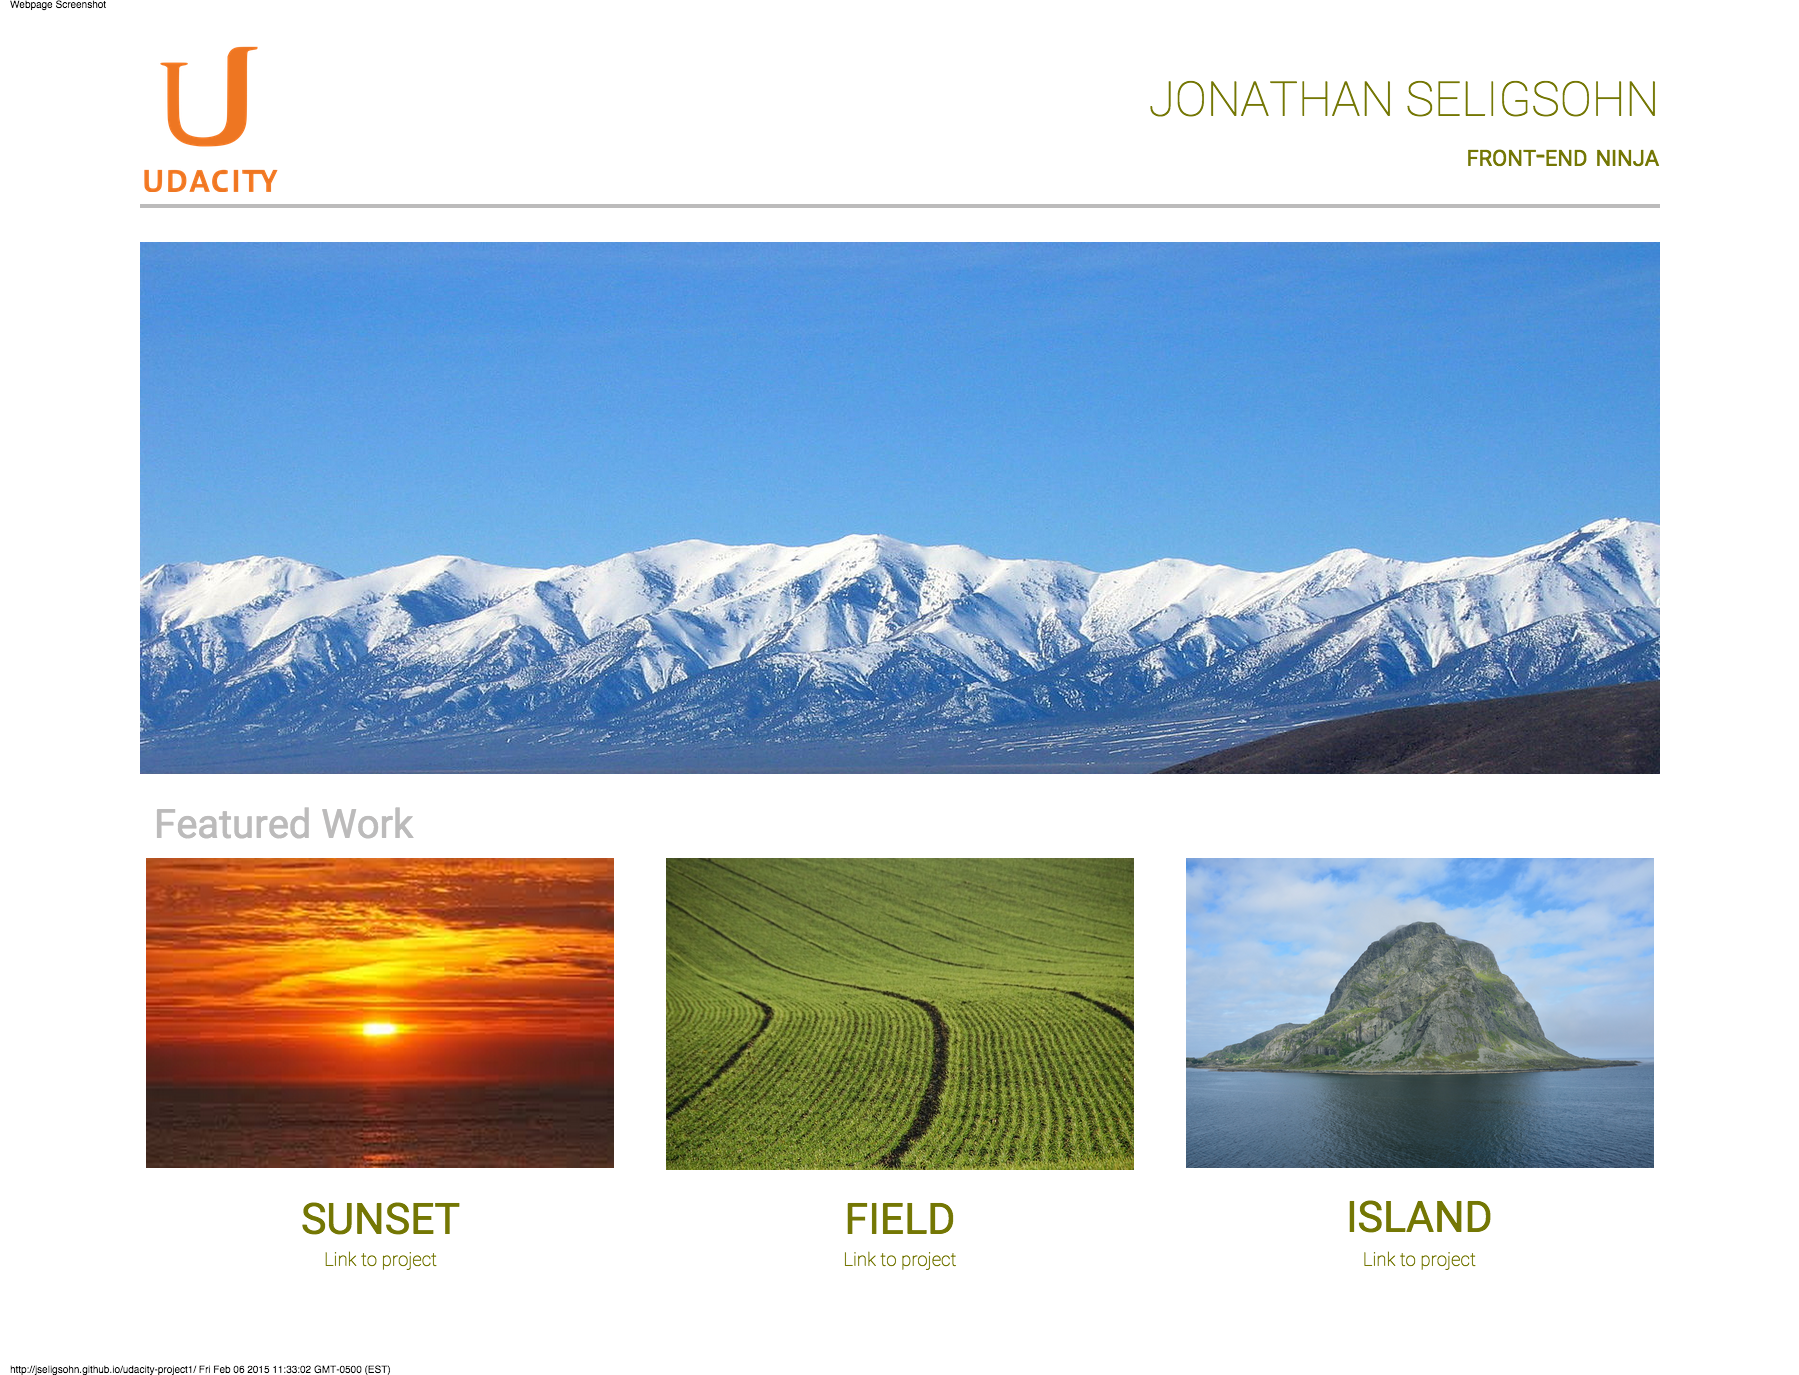 Webpage Screenshot
UDACITY
JONATHAN SELIGSOHN
FRONT-END NINJA
Featured Work
SUNSET
Link to project
FIELD
Link to project
ISLAND
Link to project
http://jseligsohn.github.io/udacity-project1/ Fri Feb 06 2015 11:33:02 GMT-0500 (EST)